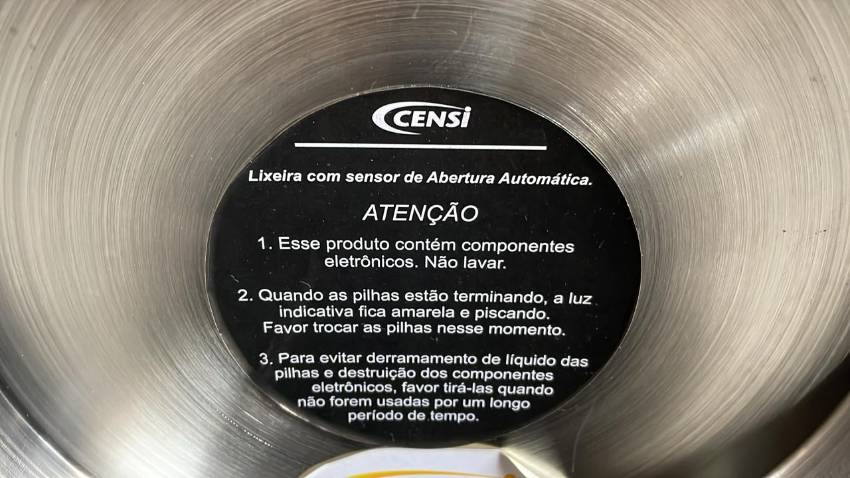 CENSi
Lixeira com sensor de Abertura Automática.
ATENÇÃO
1. Esse produto contém componentes
eletrônicos. Não lavar.
2. Quando as pilhas estão terminando, a luz
indicativa fica amarela e piscando.
Favor trocar as pilhas nesse momento.
3. Para evitar derramamento de líquido das
pilhas e destruição dos componentes
eletrônicos, favor tirá-las quando
não forem usadas por um longo
período de tempo.